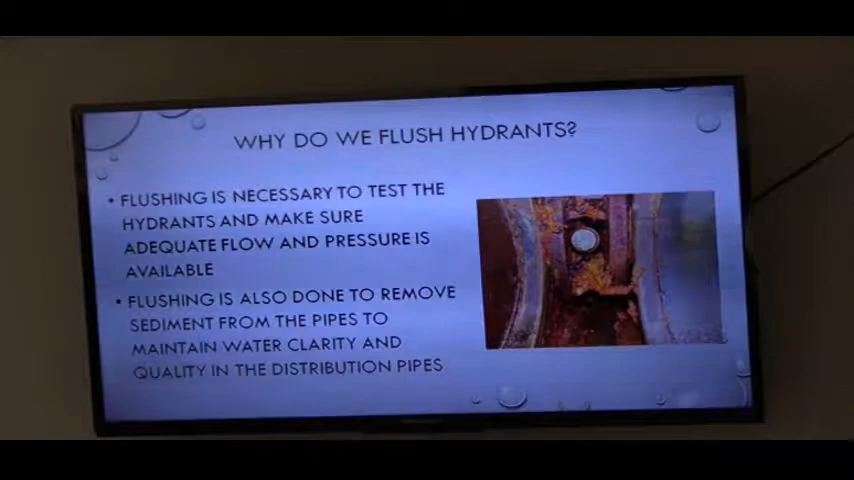 WHY DO WE FLUSH HYDRANTS?
• FLUSHING IS NECESSARY TO TEST THE
HYDRANTS AND MAKE SURE
ADEQUATE FLOW AND PRESSURE IS
AVAILABLE
• FLUSHING IS ALSO DONE TO REMOVE
SEDIMENT FROM THE PIPES TO
MAINTAIN WATER CLARITY AND
QUALITY IN THE DISTRIBUTION PIPES